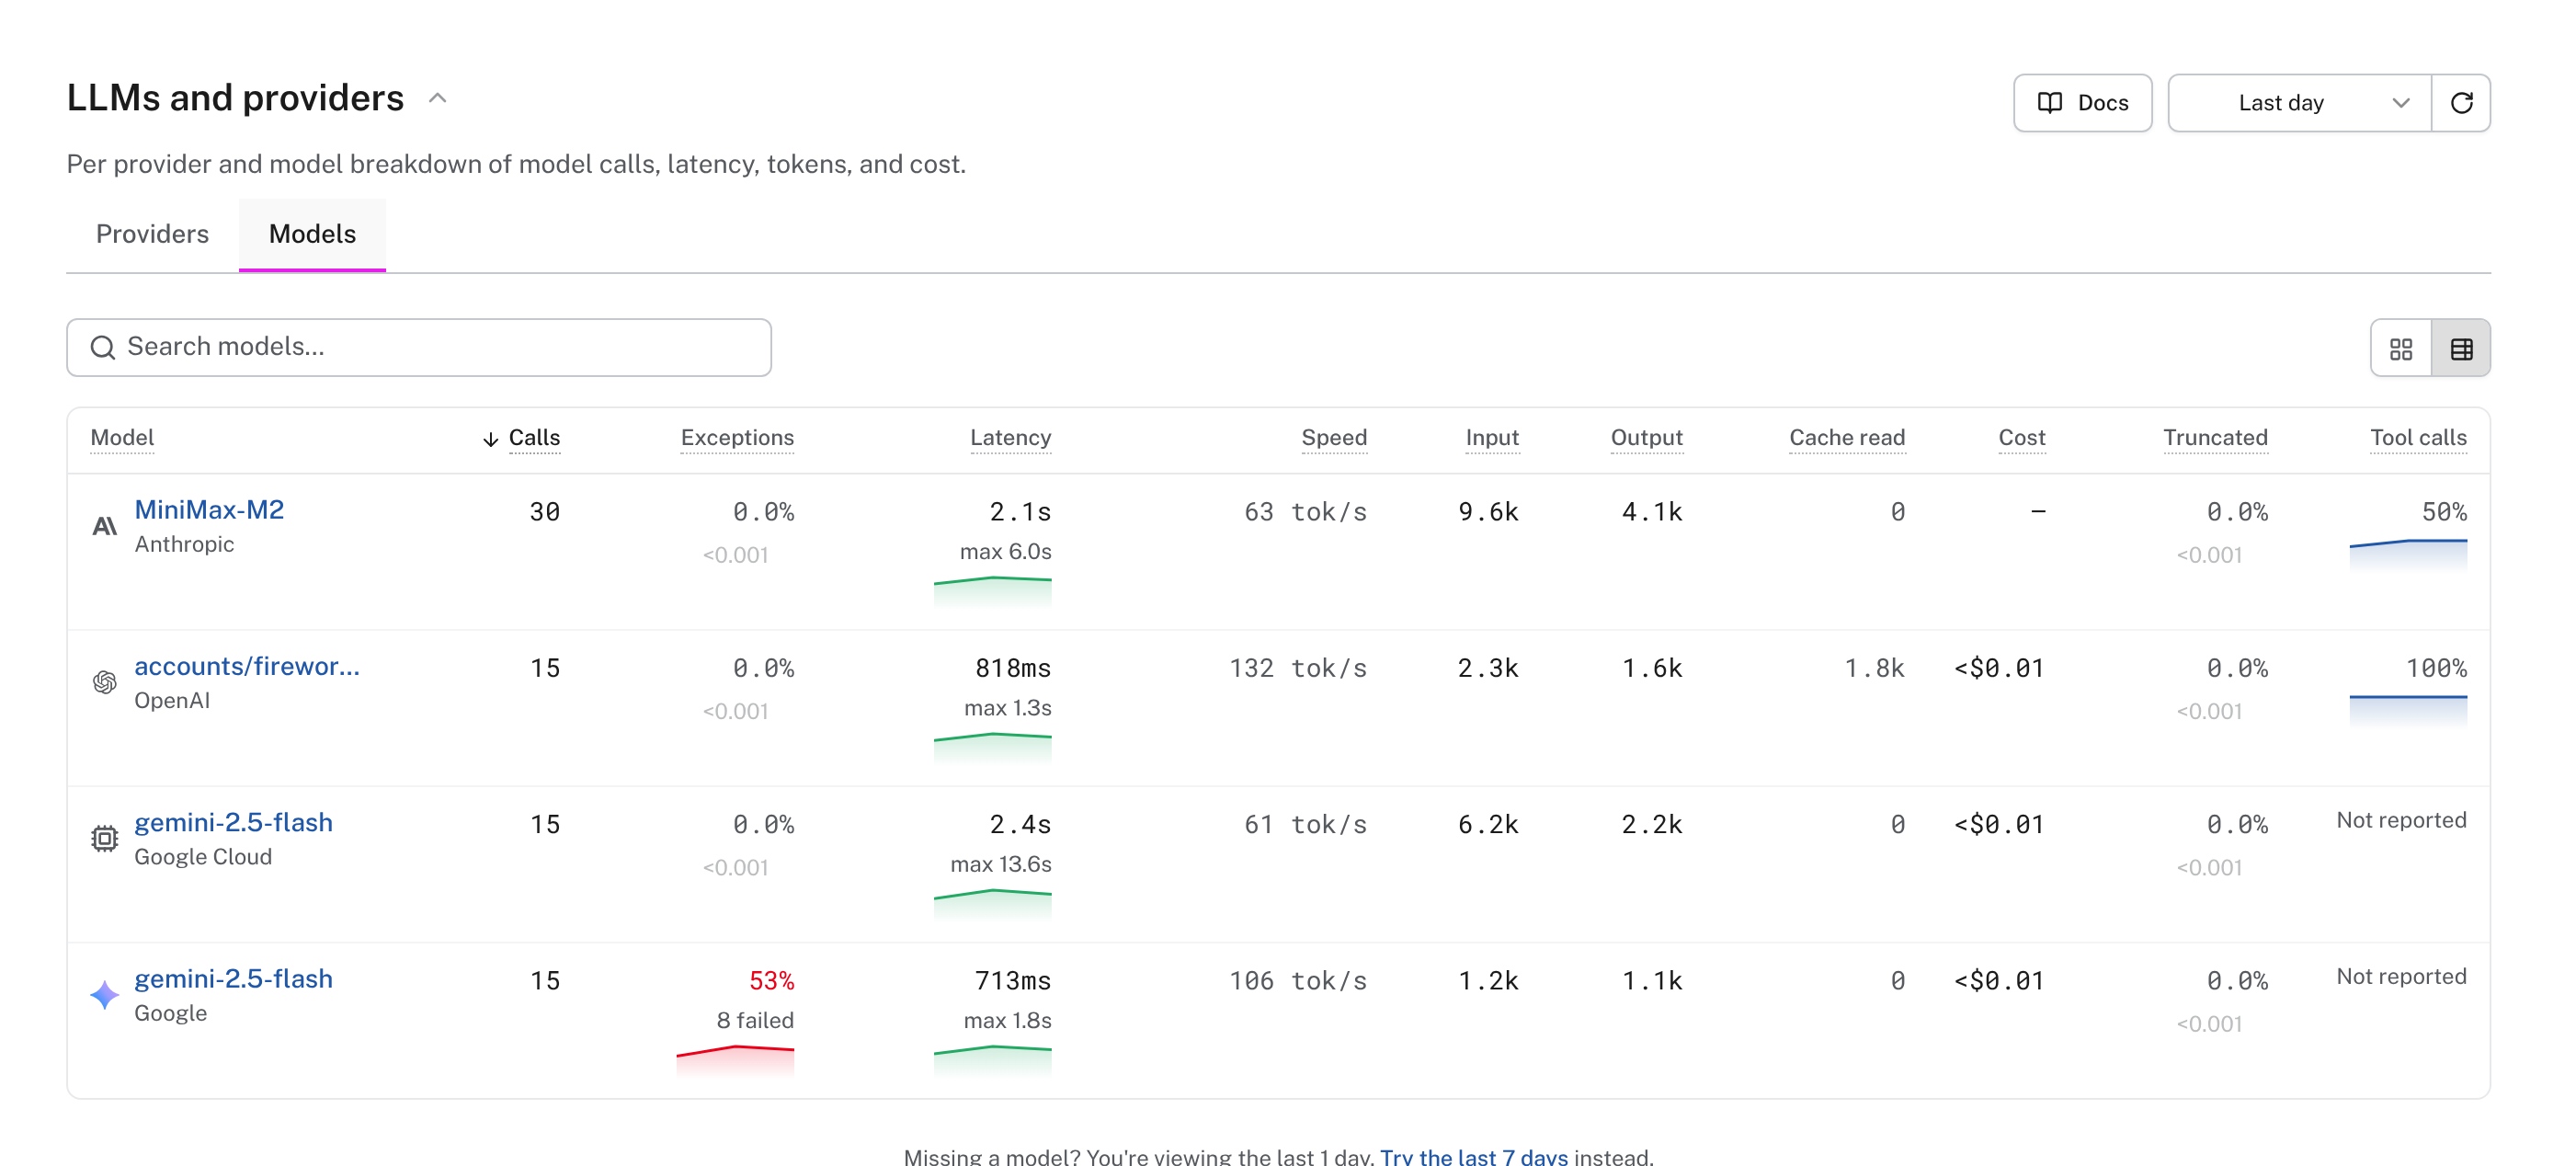 LLMs and providers
Docs
Last day
Per provider and model breakdown of model calls, latency, tokens, and cost.
Providers
Models
Search models...
Model Calls Exceptions Latency Speed Input Output Cache read Cost Truncated Tool calls
MiniMax-M2 30 0.0% 2.1s 63 tok/s 9.6k 4.1k 0 – 0.0% 50%
Anthropic <0.001 max 6.0s <0.001
accounts/firewor... 15 0.0% 818ms 132 tok/s 2.3k 1.6k 1.8k <$0.01 0.0% 100%
OpenAI <0.001 max 1.3s <0.001
gemini-2.5-flash 15 0.0% 2.4s 61 tok/s 6.2k 2.2k 0 <$0.01 0.0% Not reported
Google Cloud <0.001 max 13.6s <0.001
gemini-2.5-flash 15 53% 713ms 106 tok/s 1.2k 1.1k 0 <$0.01 0.0% Not reported
Google 8 failed max 1.8s <0.001
Missing a model? You're viewing the last 1 day. Try the last 7 days instead.